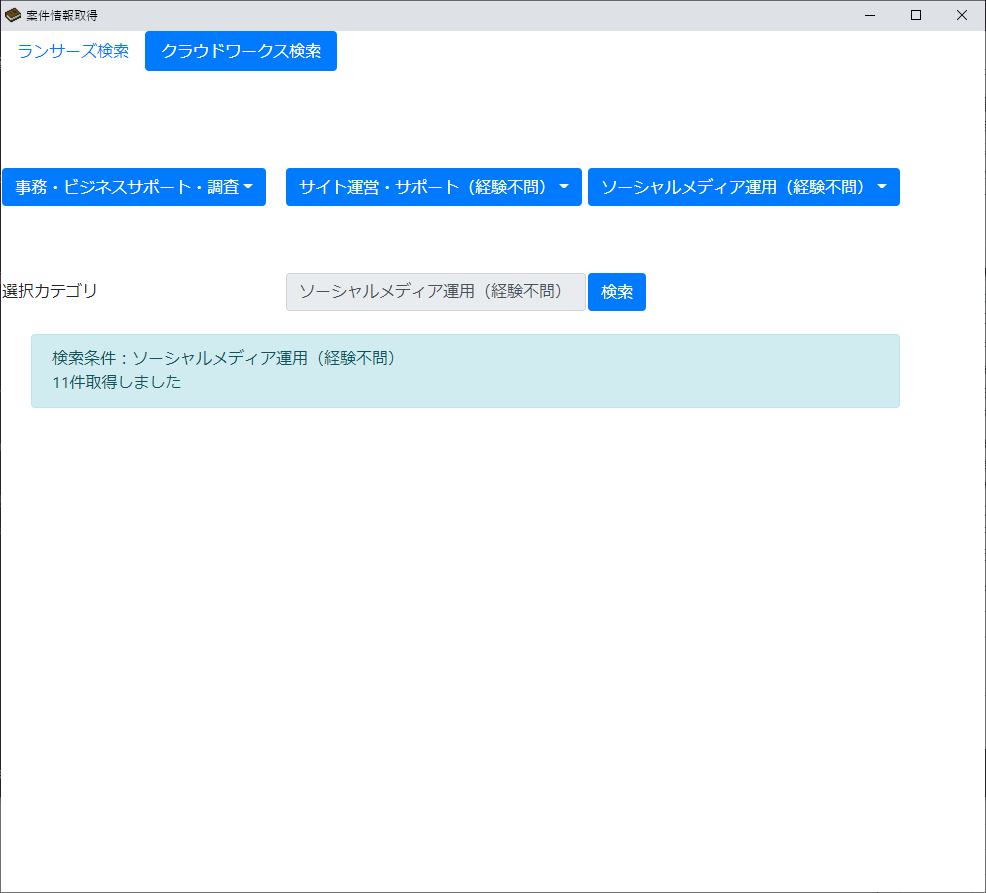 案件情報取得
ランサーズ検索
クラウドワークス検索
事務・ビジネスサポート・調査
サイト運営・サポート（経験不問）
ソーシャルメディア運用（経験不問）
選択カテゴリ
ソーシャルメディア運用（経験不問）
検索
検索条件：ソーシャルメディア運用（経験不問）
11件取得しました